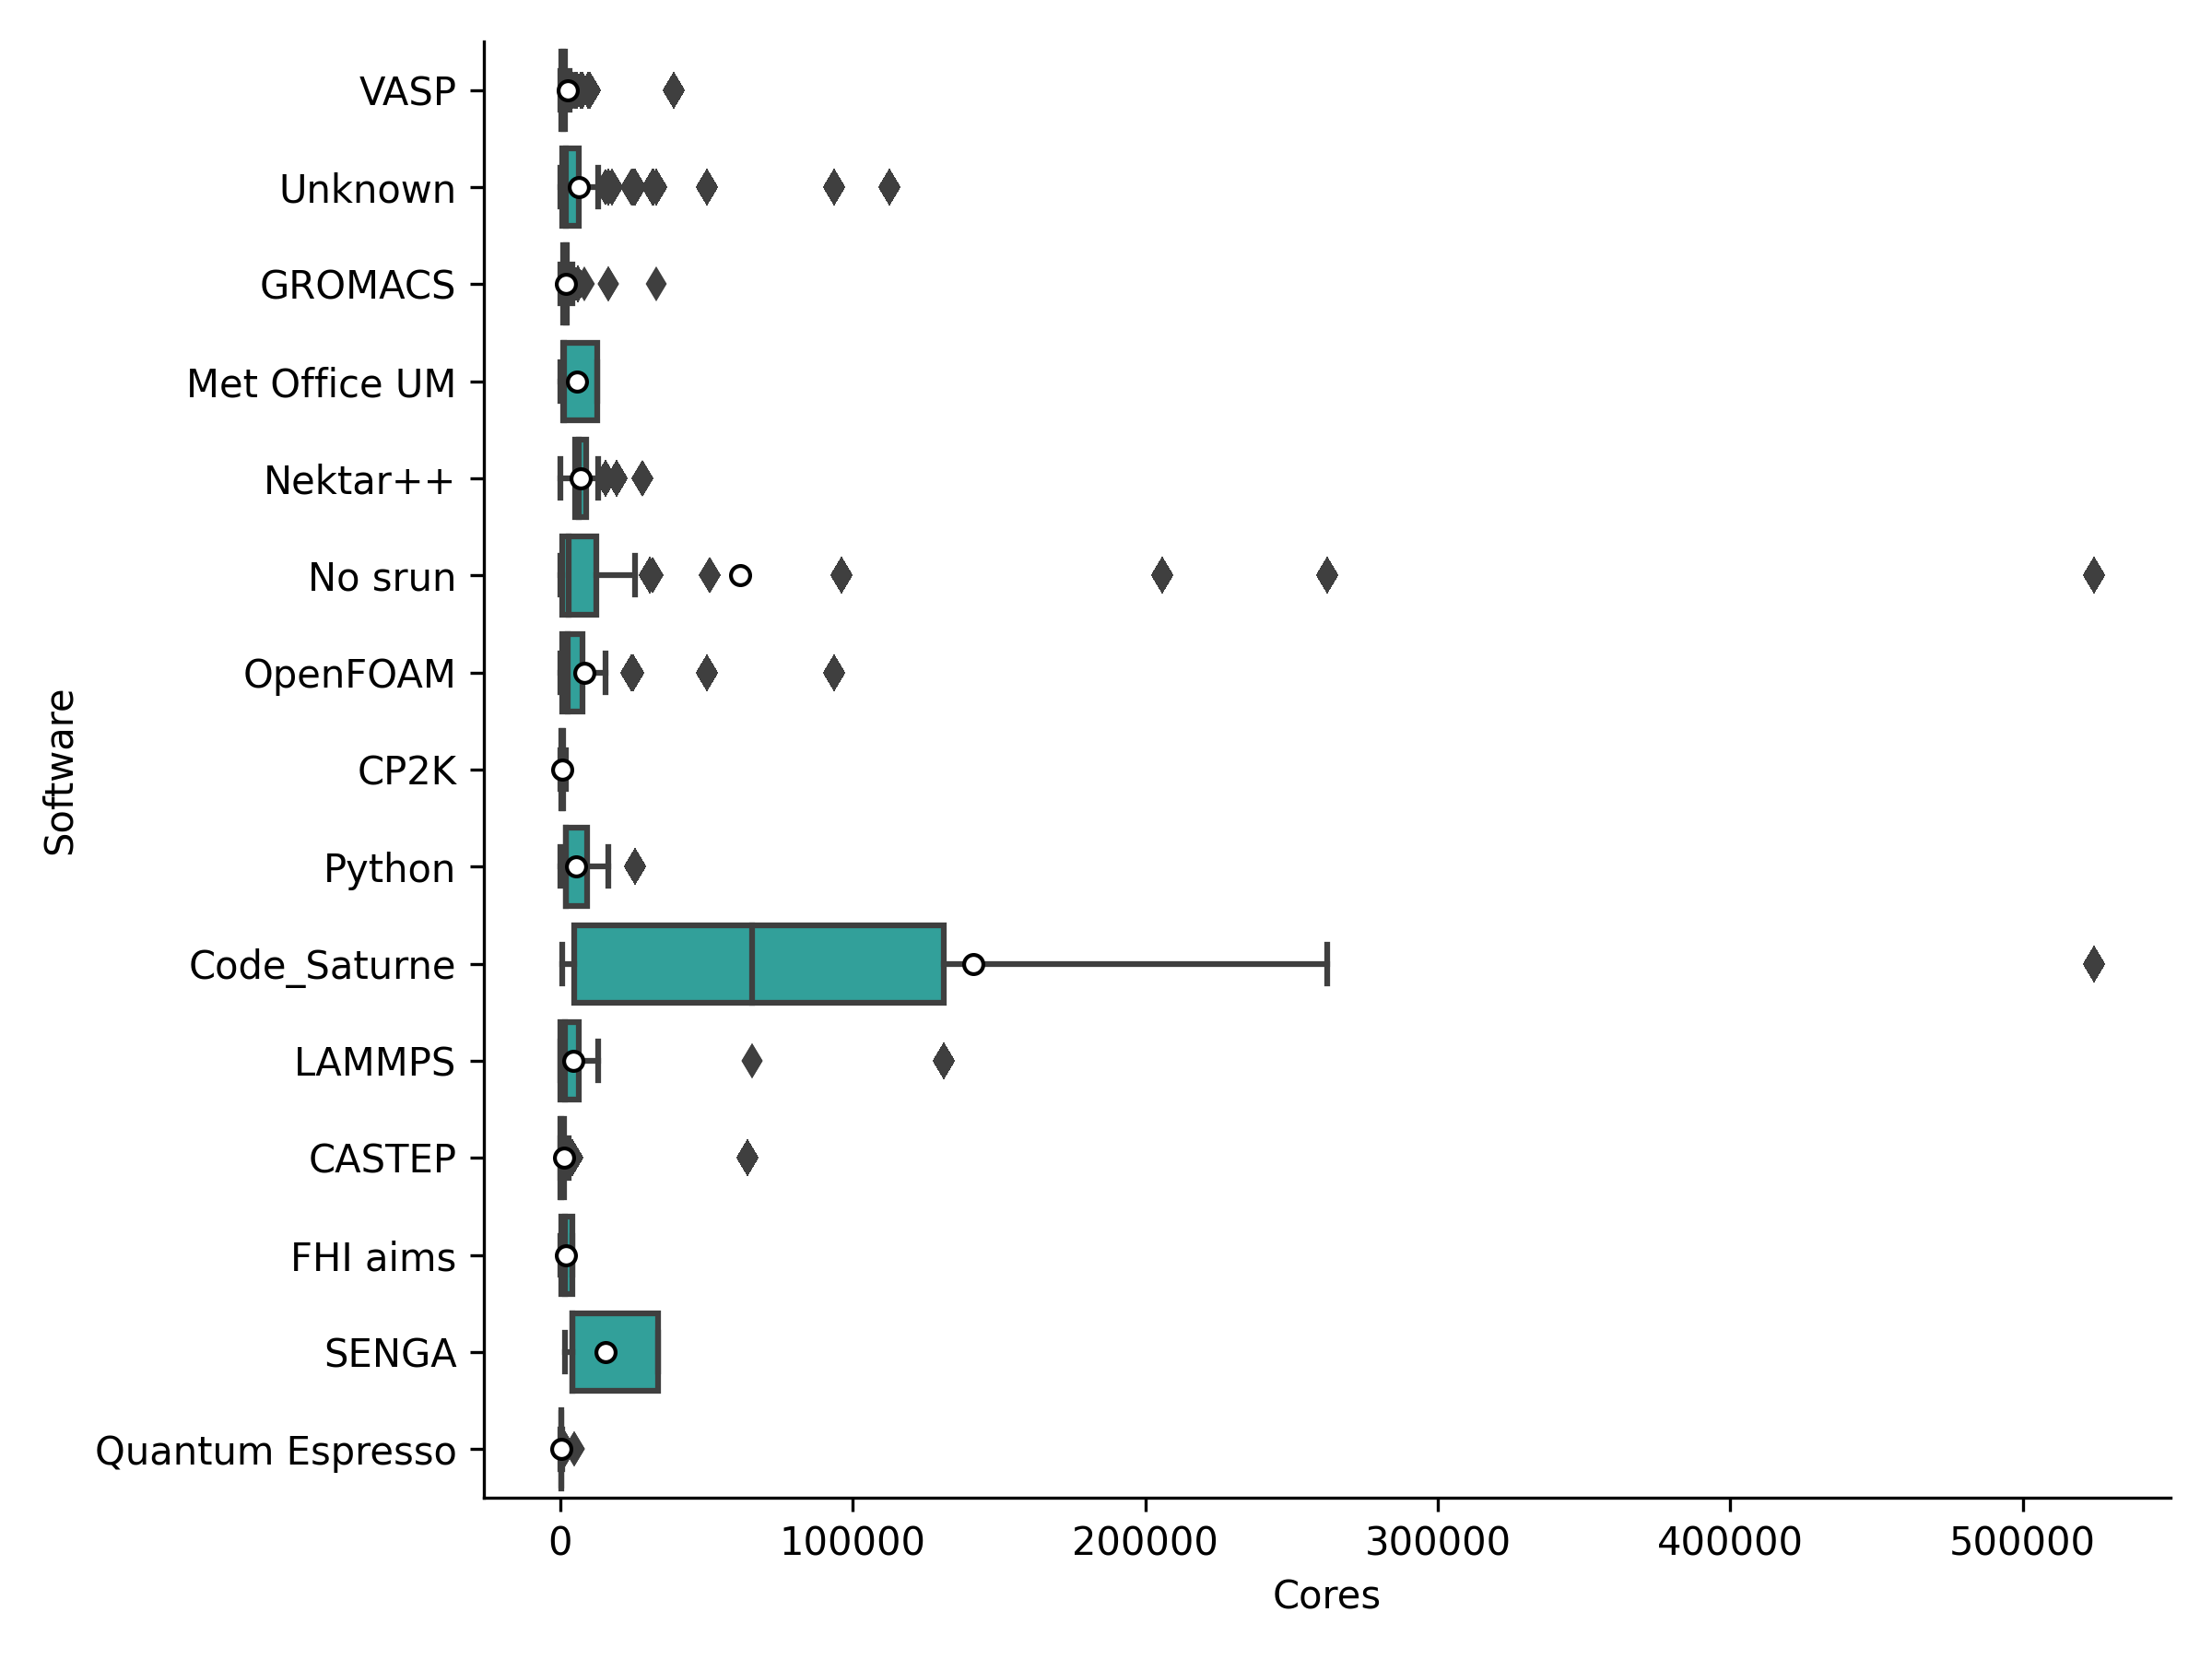 VASP
Unknown
GROMACS
Met Office UM
Nektar++
No srun
OpenFOAM
CP2K
Python
Code_Saturne
LAMMPS
CASTEP
FHI aims
SENGA
Quantum Espresso
Software
0 100000 200000 300000 400000 500000
Cores